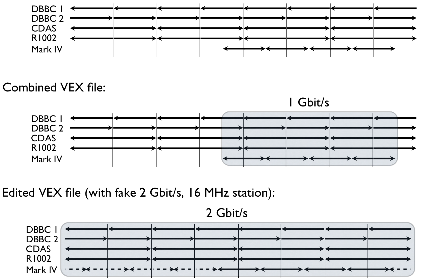 DBBC 1
DBBC 2
CDAS
R1002
Mark IV
Combined VEX file:
1 Gbit/s
DBBC 1
DBBC 2
CDAS
R1002
Mark IV
Edited VEX file (with fake 2 Gbit/s, 16 MHz station):
2 Gbit/s
DBBC 1
DBBC 2
CDAS
R1002
Mark IV